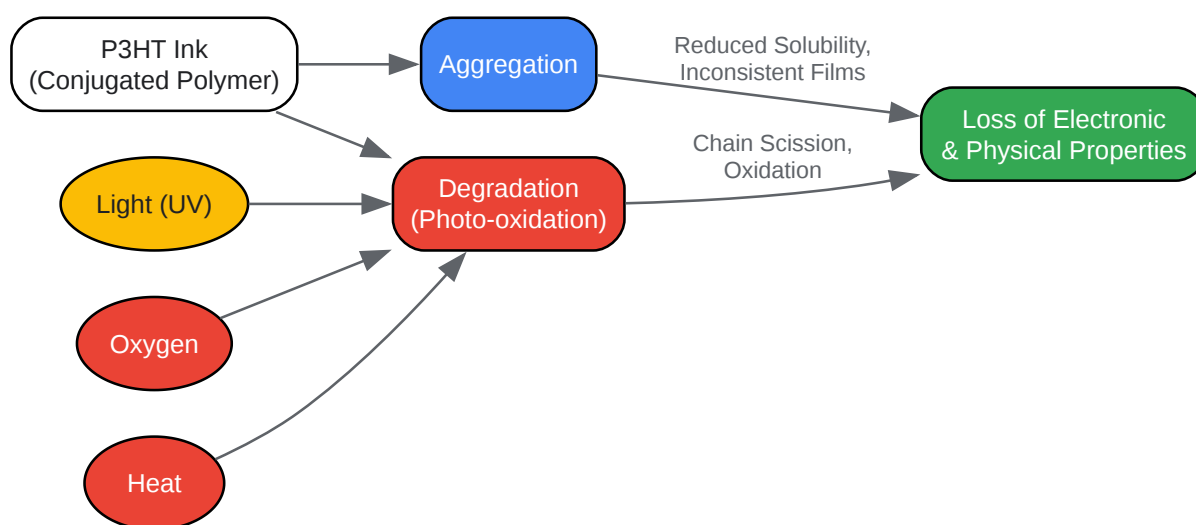 P3HT Ink
(Conjugated Polymer)
Aggregation
Reduced Solubility,
Inconsistent Films
Loss of Electronic
& Physical Properties
Chain Scission,
Oxidation
Light (UV)
Degradation
(Photo-oxidation)
Oxygen
Heat